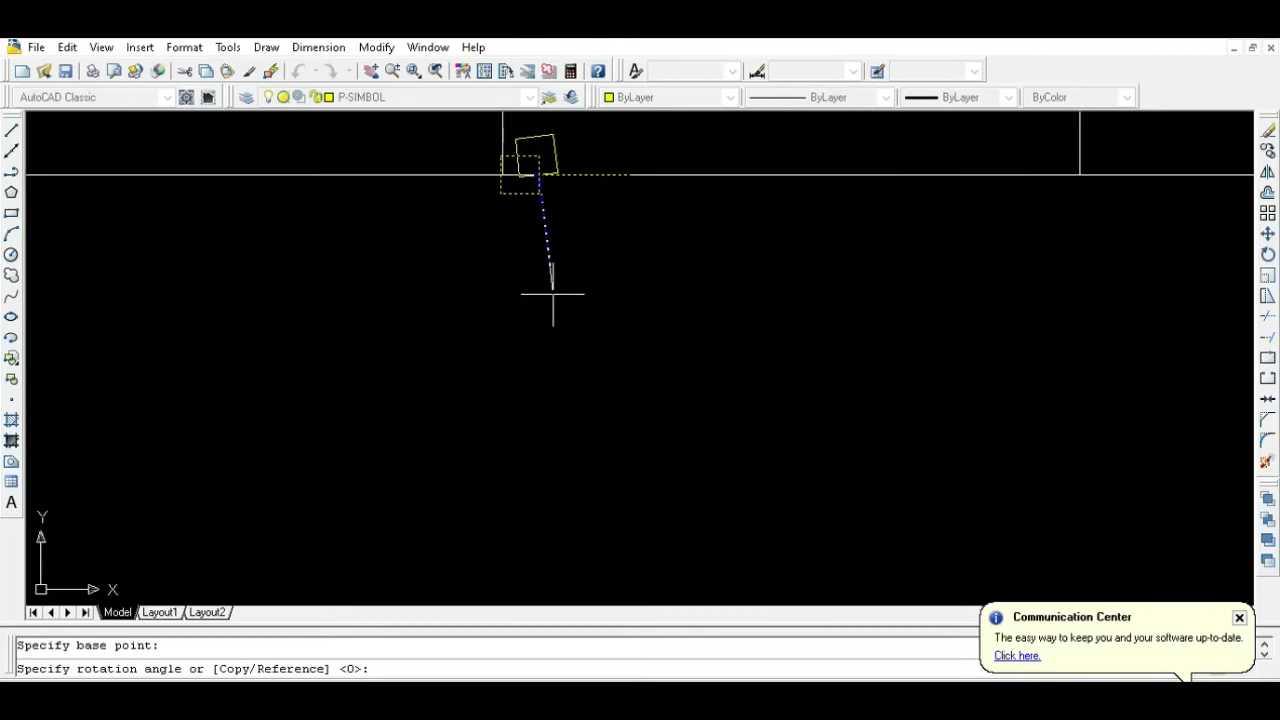 File Edit View Insert Format Tools Draw Dimension Modify Window Help
AutoCAD Classic P-SIMBOL ByLayer ByLayer ByLayer ByColor
A
Y
X
Model Layout1 Layout2
Communication Center
The easy way to keep you and your software up-to-date.
Click here.
Specify base point:
Specify rotation angle or [Copy/Reference] <0>: